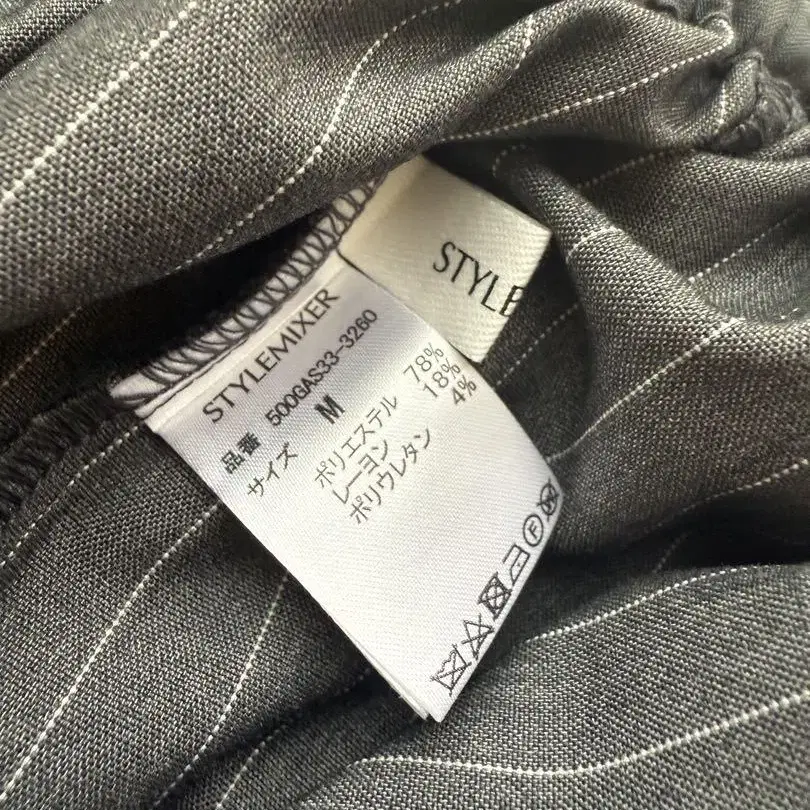 STYLE
STYLEMIXER
品番 500GAS33-3260
サイズ M
ポリエステル 78%
レーヨン 18%
ポリウレタン 4%
F